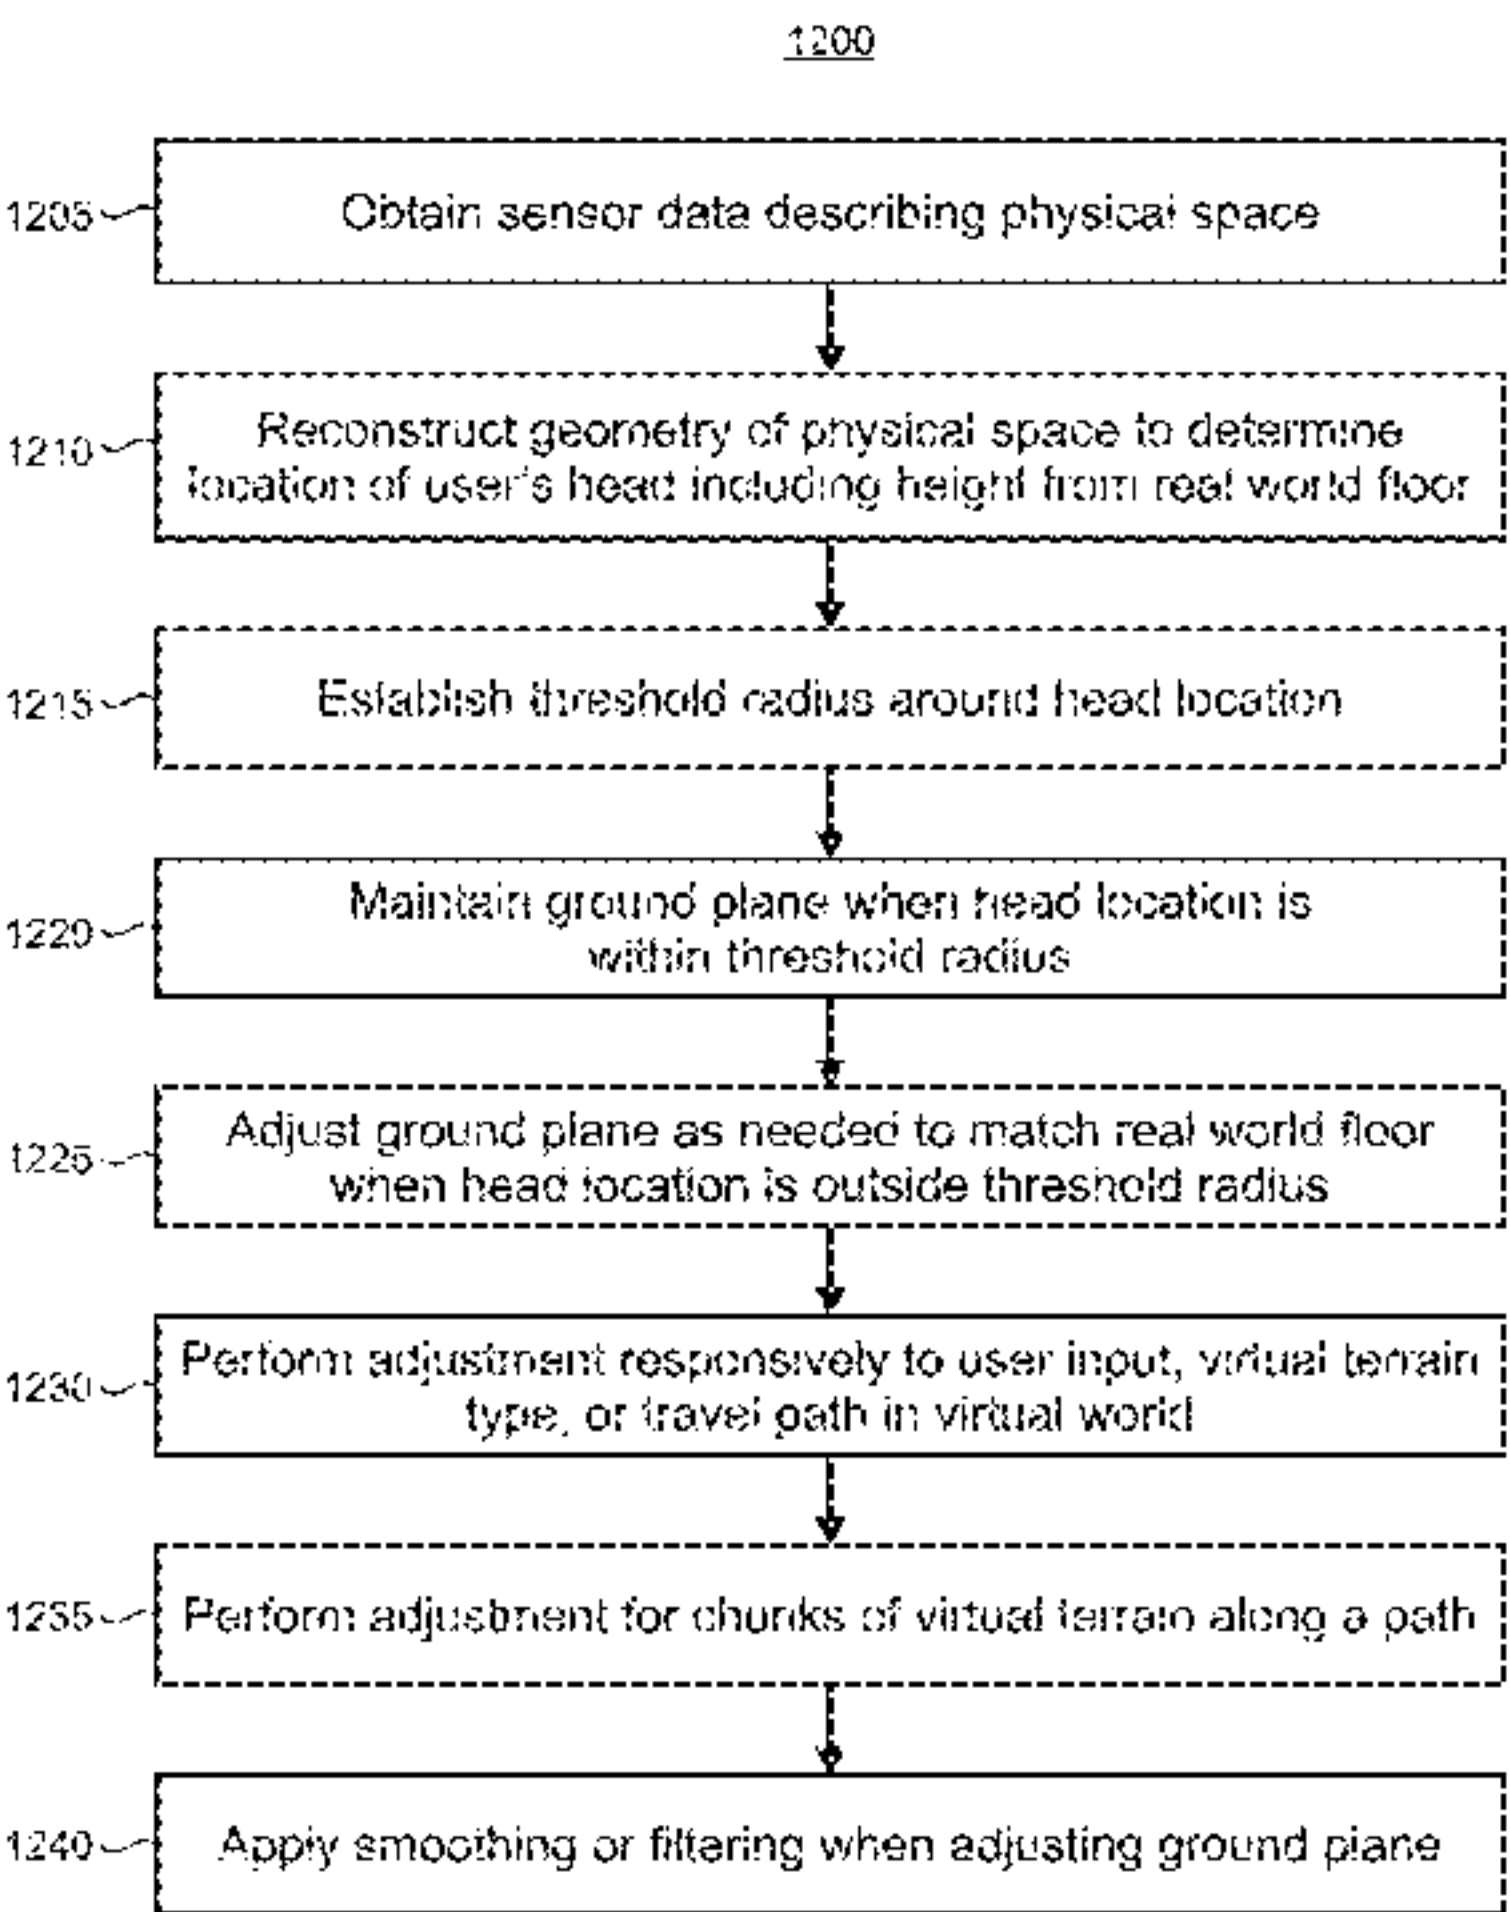 1200
1205
Obtain sensor data describing physical space
1210
Reconstruct geometry of physical space to determine
location of user's head including height from real world floor
1215
Establish threshold radius around head location
1220
Maintain ground plane when head location is
within threshold radius
1225
Adjust ground plane as needed to match real world floor
when head location is outside threshold radius
1230
Perform adjustment responsively to user input, virtual terrain
type, or travel path in virtual world
1235
Perform adjustment for chunks of virtual terrain along a path
1240
Apply smoothing or filtering when adjusting ground plane